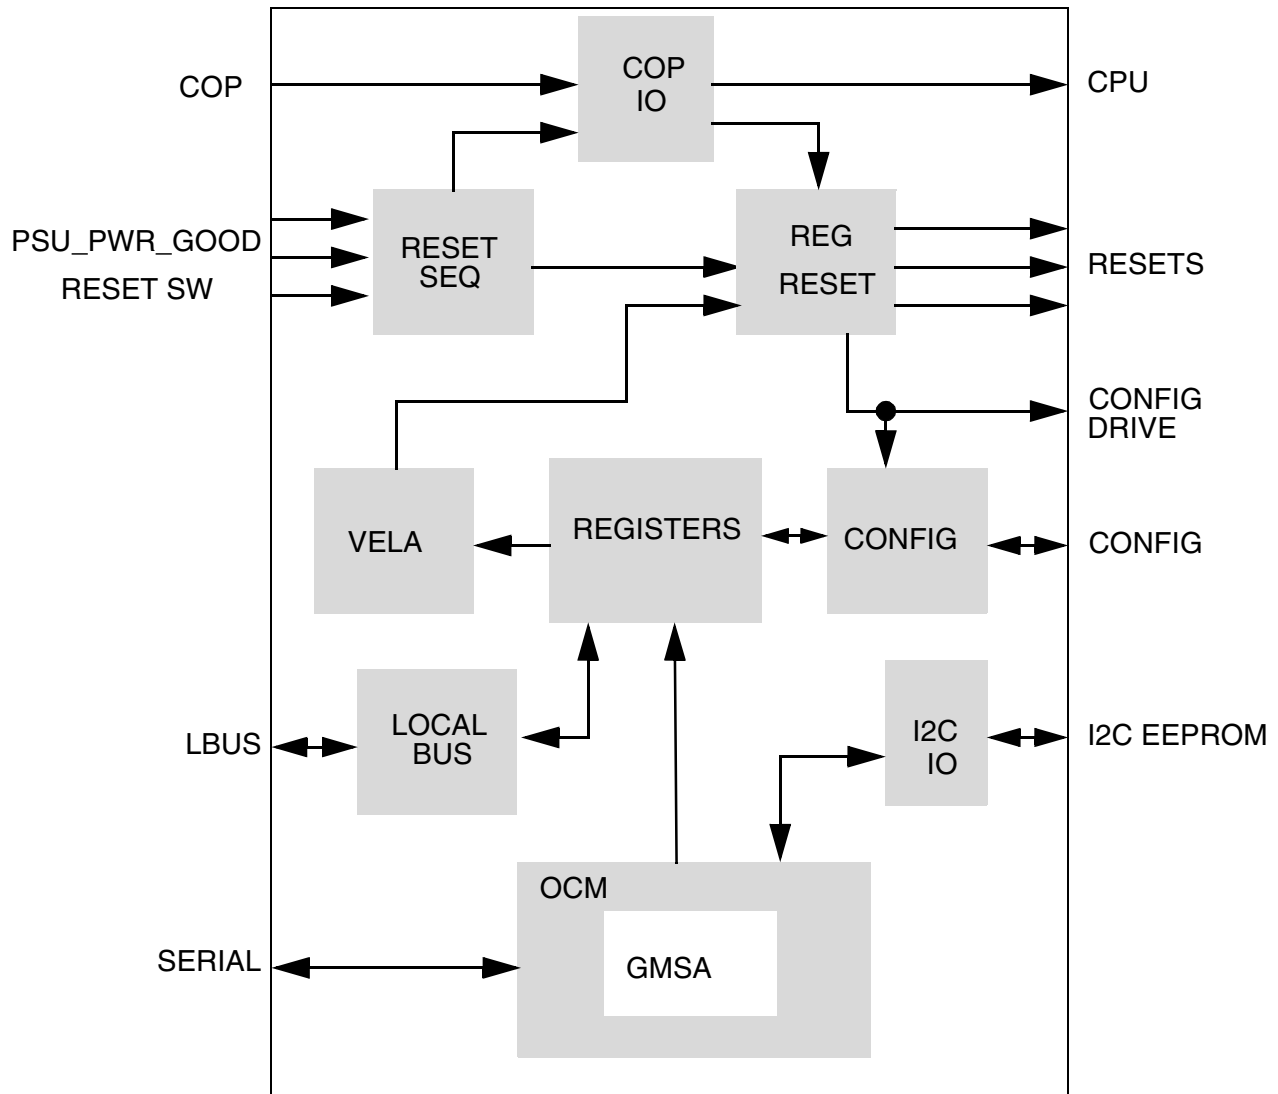 COP
COP
IO
CPU
PSU_PWR_GOOD
RESET SW
RESET
SEQ
REG
RESET
RESETS
CONFIG
DRIVE
VELA
REGISTERS
CONFIG
CONFIG
LBUS
LOCAL
BUS
I2C
IO
I2C EEPROM
OCM
GMSA
SERIAL